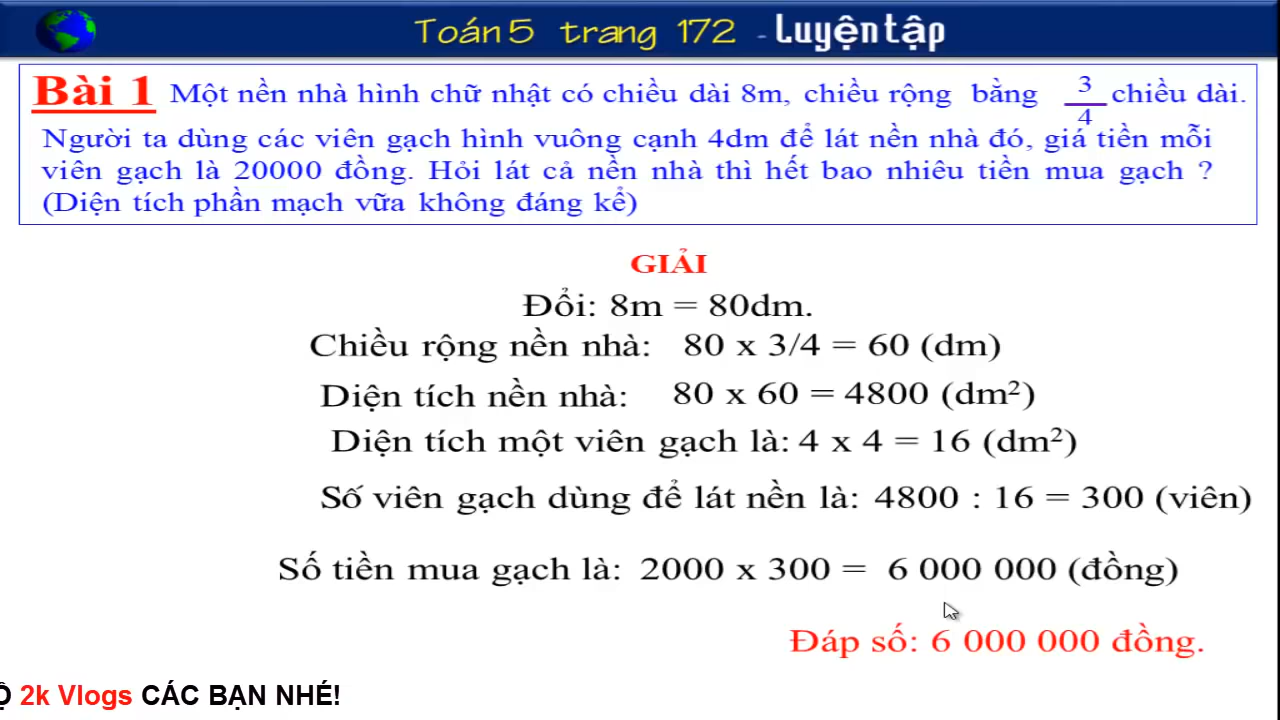 Toán 5 trang 172 - Luyện tập
Bài 1 Một nền nhà hình chữ nhật có chiều dài 8m, chiều rộng bằng 3/4 chiều dài.
Người ta dùng các viên gạch hình vuông cạnh 4dm để lát nền nhà đó, giá tiền mỗi
viên gạch là 20000 đồng. Hỏi lát cả nền nhà thì hết bao nhiêu tiền mua gạch ?
(Diện tích phần mạch vữa không đáng kể)
GIẢI
Đổi: 8m = 80dm.
Chiều rộng nền nhà: 80 x 3/4 = 60 (dm)
Diện tích nền nhà: 80 x 60 = 4800 (dm²)
Diện tích một viên gạch là: 4 x 4 = 16 (dm²)
Số viên gạch dùng để lát nền là: 4800 : 16 = 300 (viên)
Số tiền mua gạch là: 2000 x 300 = 6 000 000 (đồng)
Đáp số: 6 000 000 đồng.
2k Vlogs CÁC BẠN NHÉ!